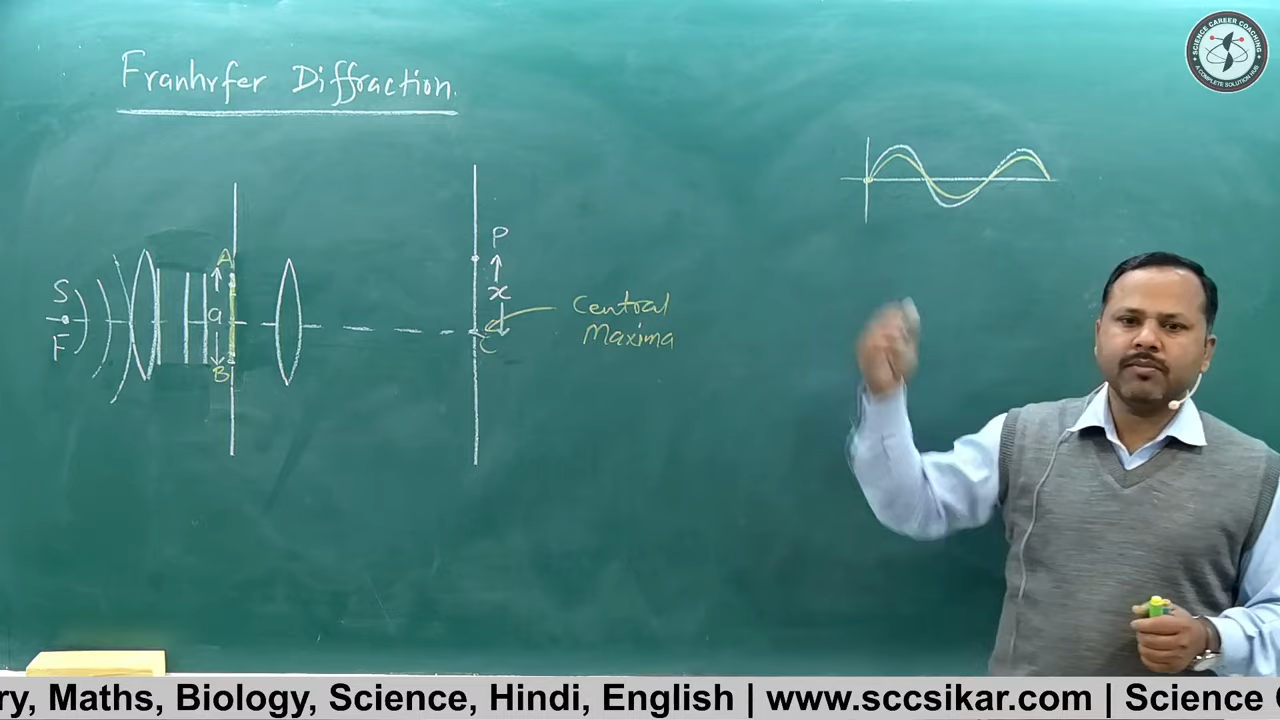 Franhrfer Diffraction.
S
F
A
a
B
P
x
C
Central
Maxima
SCIENCE CAREER COACHING
A COMPLETE SOLUTION HUB
ry, Maths, Biology, Science, Hindi, English | www.sccsikar.com | Science